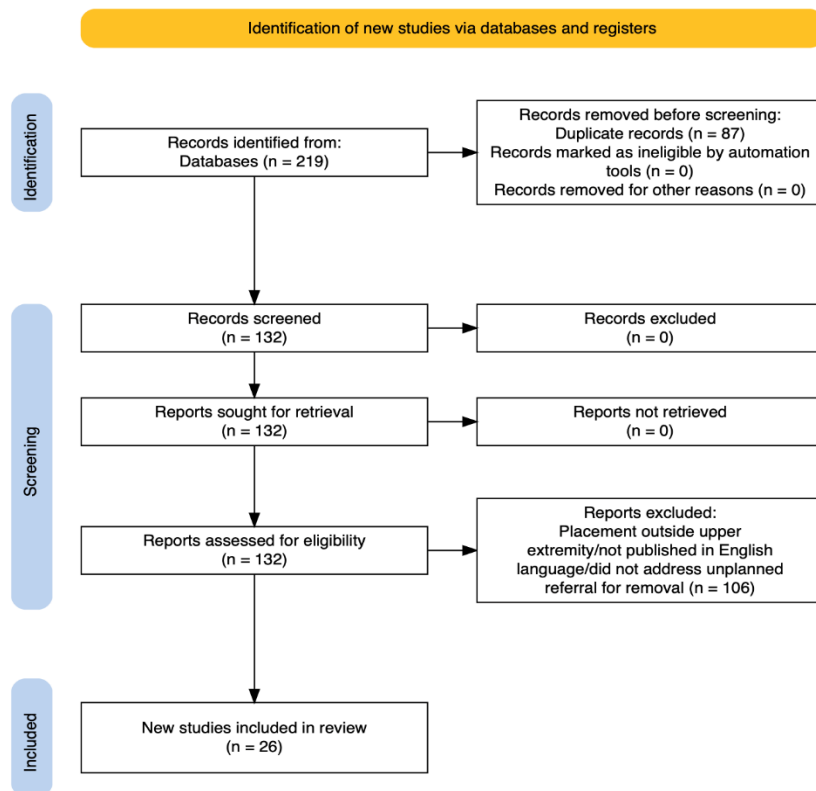 Identification of new studies via databases and registers
Identification
Records identified from:
Databases (n = 219)
Records removed before screening:
Duplicate records (n = 87)
Records marked as ineligible by automation
tools (n = 0)
Records removed for other reasons (n = 0)
Screening
Records screened
(n = 132)
Records excluded
(n = 0)
Reports sought for retrieval
(n = 132)
Reports not retrieved
(n = 0)
Reports assessed for eligibility
(n = 132)
Reports excluded:
Placement outside upper
extremity/not published in English
language/did not address unplanned
referral for removal (n = 106)
Included
New studies included in review
(n = 26)